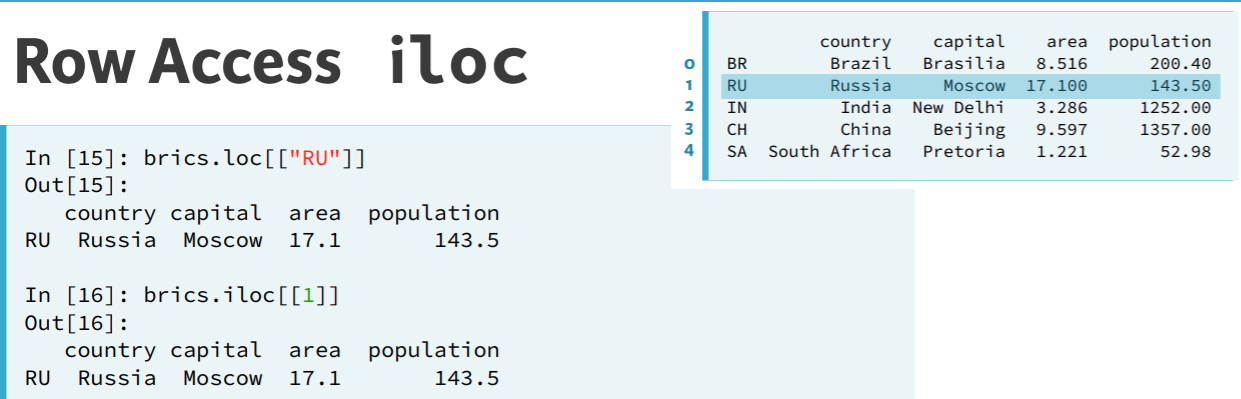 Row Access iloc
country capital area population
0 BR Brazil Brasilia 8.516 200.40
1 RU Russia Moscow 17.100 143.50
2 IN India New Delhi 3.286 1252.00
3 CH China Beijing 9.597 1357.00
4 SA South Africa Pretoria 1.221 52.98
In [15]: brics.loc[["RU"]]
Out[15]:
country capital area population
RU Russia Moscow 17.1 143.5
In [16]: brics.iloc[[1]]
Out[16]:
country capital area population
RU Russia Moscow 17.1 143.5